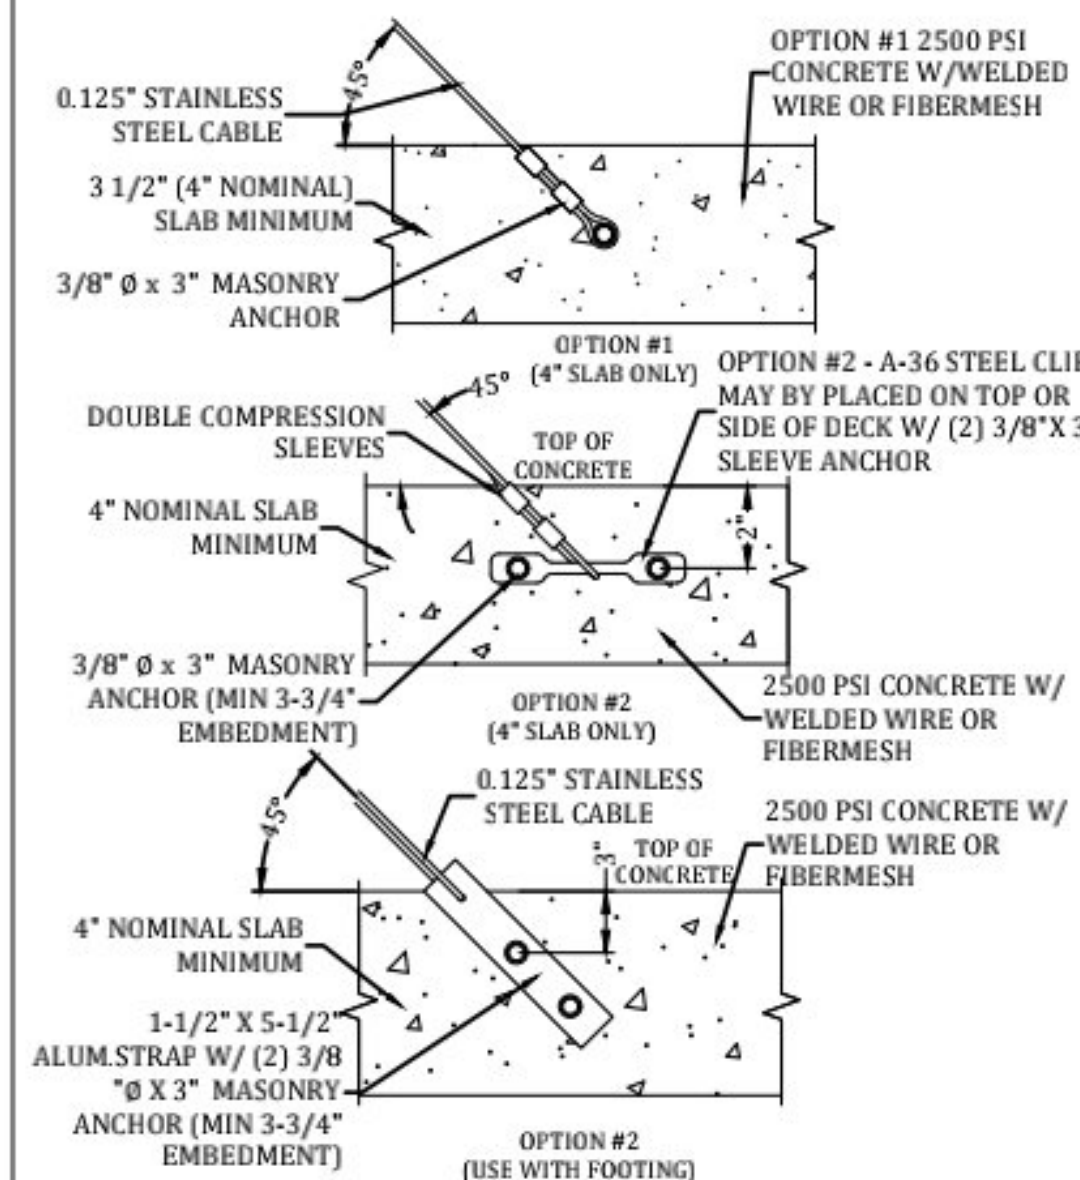 45°
0.125" STAINLESS
STEEL CABLE
OPTION #1 2500 PSI
CONCRETE W/WELDED
WIRE OR FIBERMESH
3 1/2" (4" NOMINAL)
SLAB MINIMUM
3/8" Ø x 3" MASONRY
ANCHOR
OPTION #1
(4" SLAB ONLY)
OPTION #2 - A-36 STEEL CLI
MAY BY PLACED ON TOP OR
SIDE OF DECK W/ (2) 3/8"X 3
SLEEVE ANCHOR
45°
DOUBLE COMPRESSION
SLEEVES
TOP OF
CONCRETE
4" NOMINAL SLAB
MINIMUM
2"
3/8" Ø x 3" MASONRY
ANCHOR (MIN 3-3/4"
EMBEDMENT)
OPTION #2
(4" SLAB ONLY)
2500 PSI CONCRETE W/
WELDED WIRE OR
FIBERMESH
45°
0.125" STAINLESS
STEEL CABLE
3"
TOP OF
CONCRETE
2500 PSI CONCRETE W/
WELDED WIRE OR
FIBERMESH
4" NOMINAL SLAB
MINIMUM
1-1/2" X 5-1/2"
ALUM.STRAP W/ (2) 3/8
"Ø X 3" MASONRY
ANCHOR (MIN 3-3/4"
EMBEDMENT)
OPTION #2
(USE WITH FOOTING)